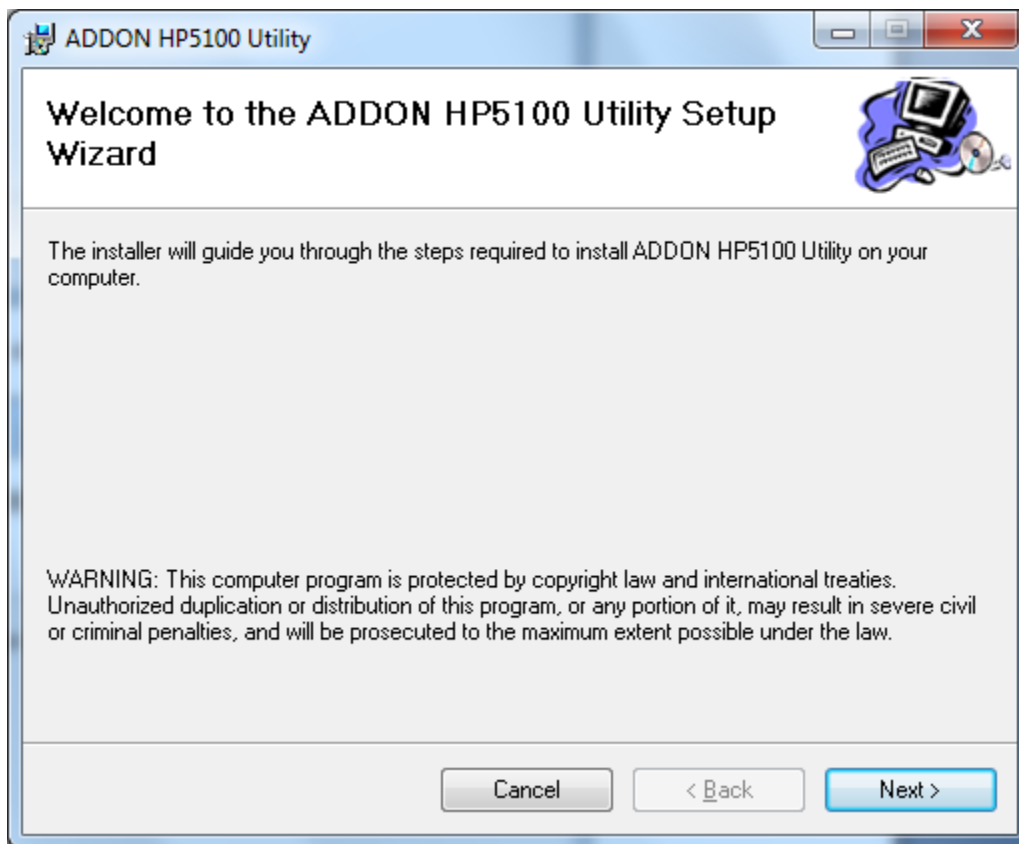 ADDON HP5100 Utility
Welcome to the ADDON HP5100 Utility Setup
Wizard
The installer will guide you through the steps required to install ADDON HP5100 Utility on your
computer.
WARNING: This computer program is protected by copyright law and international treaties.
Unauthorized duplication or distribution of this program, or any portion of it, may result in severe civil
or criminal penalties, and will be prosecuted to the maximum extent possible under the law.
Cancel
< Back
Next >